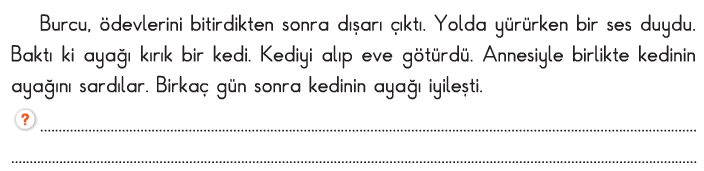 Burcu, ödevlerini bitirdikten sonra dışarı çıktı. Yolda yürürken bir ses duydu.
Baktı ki ayağı kırık bir kedi. Kediyi alıp eve götürdü. Annesiyle birlikte kedinin
ayağını sardılar. Birkaç gün sonra kedinin ayağı iyileşti.
?